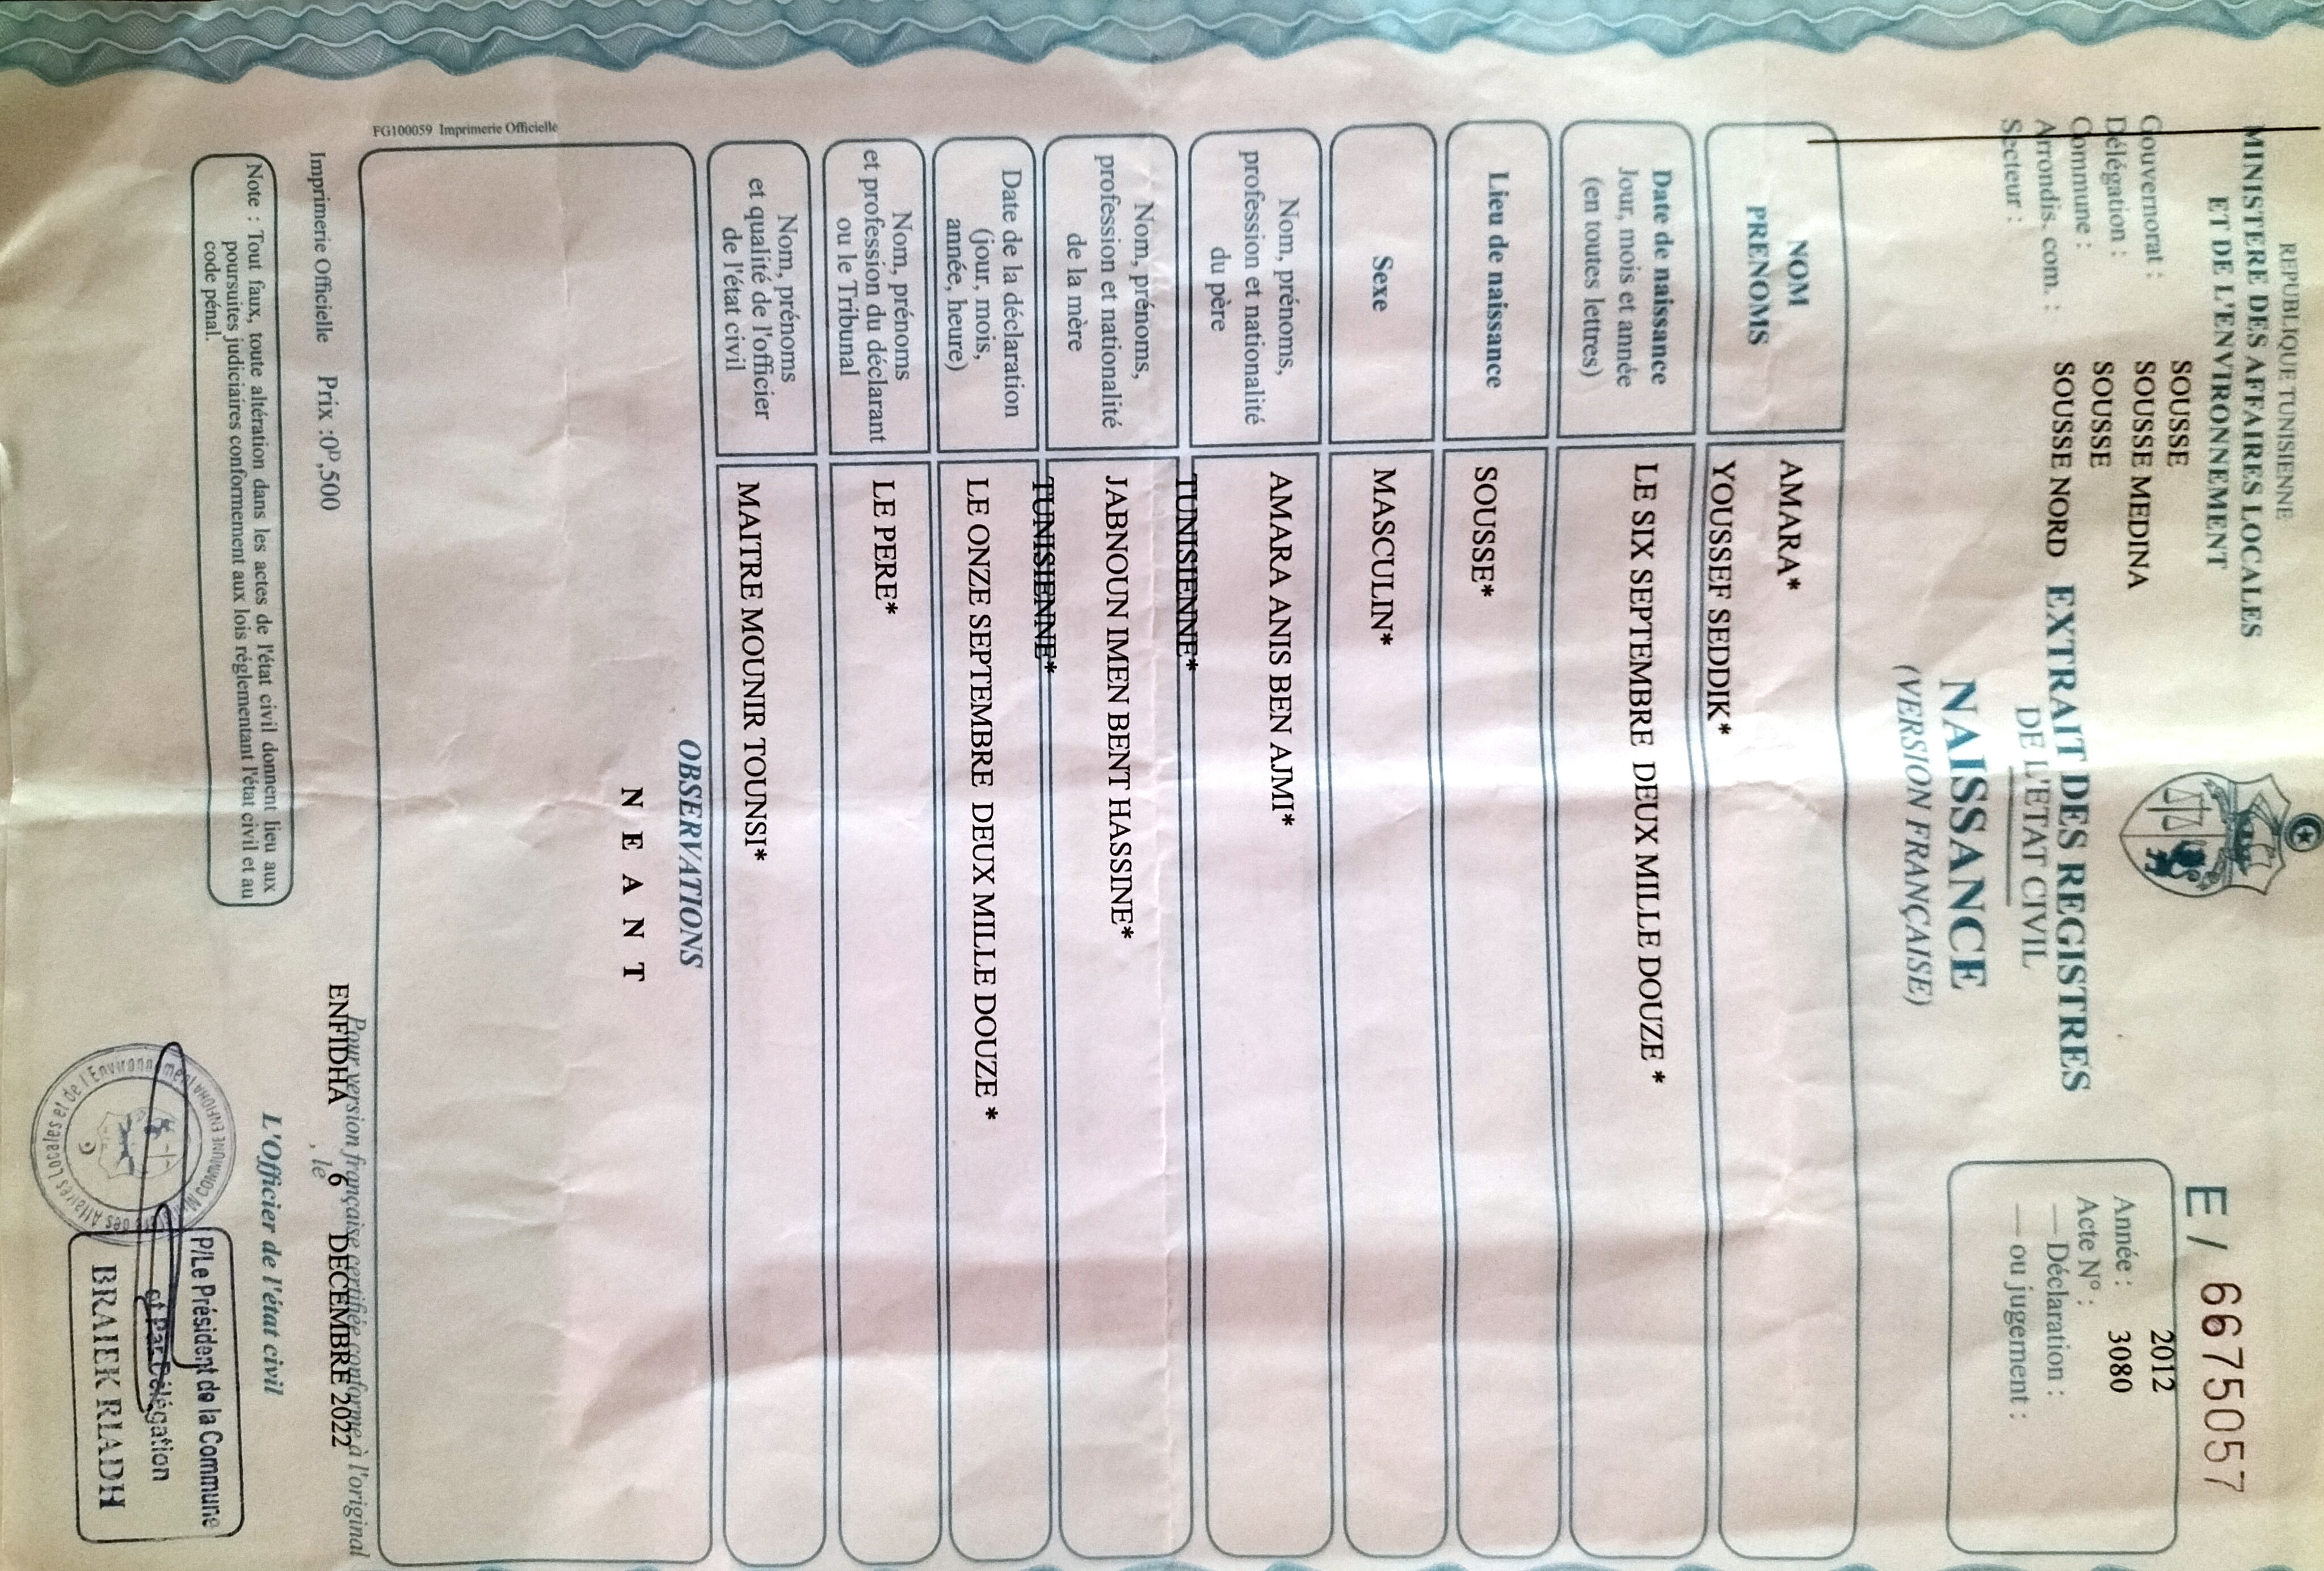 REPUBLIQUE TUNISIENNE
MINISTERE DES AFFAIRES LOCALES
ET DE L'ENVIRONNEMENT
Gouvernorat : SOUSSE
Délégation : SOUSSE MEDINA
Commune : SOUSSE
Arrondis. com. : SOUSSE NORD
Secteur :
E / 6675057
Année : 2012
Acte N° : 3080
— Déclaration :
— ou jugement :
EXTRAIT DES REGISTRES
DE L'ETAT CIVIL
NAISSANCE
(VERSION FRANÇAISE)
NOM AMARA*
PRENOMS YOUSSEF SEDDIK*
Date de naissance
Jour, mois et année LE SIX SEPTEMBRE DEUX MILLE DOUZE *
(en toutes lettres)
Lieu de naissance SOUSSE*
Sexe MASCULIN*
Nom, prénoms, AMARA ANIS BEN AJMI*
profession et nationalité
du père TUNISIENNE*
Nom, prénoms, JABNOUN IMEN BENT HASSINE*
profession et nationalité
de la mère TUNISIENNE*
Date de la déclaration
(jour, mois, LE ONZE SEPTEMBRE DEUX MILLE DOUZE *
année, heure)
Nom, prénoms LE PERE*
et profession du déclarant
ou le Tribunal
Nom, prénoms
et qualité de l'officier MAITRE MOUNIR TOUNSI*
de l'état civil
OBSERVATIONS
N E A N T
FG100059 Imprimerie Officielle
Pour version française certifiée conforme à l'original
Imprimerie Officielle Prix :0ᴰ,500
ENFIDHA , le 6 DECEMBRE 2022
L'Officier de l'état civil
Note : Tout faux, toute altération dans les actes de l'état civil donnent lieu aux
poursuites judiciaires conformement aux lois réglementant l'état civil et au
code pénal.
des Affaires Locales et de l'Environnement
COMMUNE ENFIDHA
P/Le Président de la Commune
et Par Délégation
BRAIEK RIADH